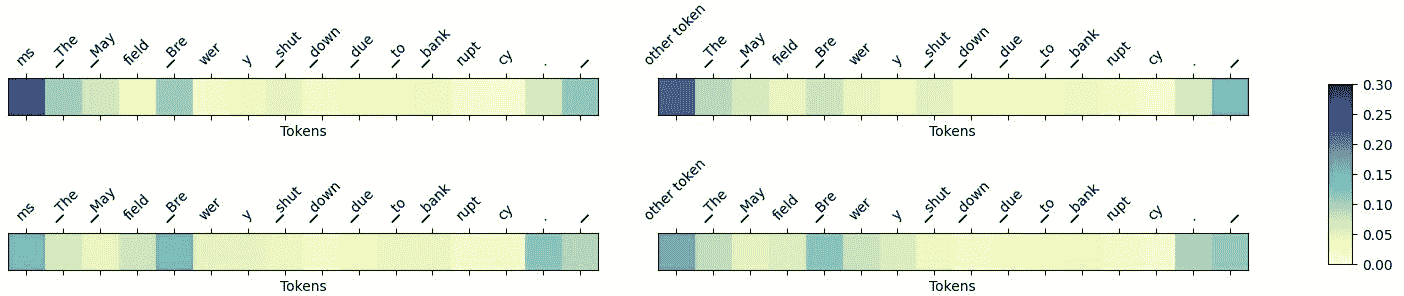 ms _The _May field _Bre wer y _shut _down _due _to _bank rupt cy . _
Tokens
other token _The _May field _Bre wer y _shut _down _due _to _bank rupt cy . _
Tokens
ms _The _May field _Bre wer y _shut _down _due _to _bank rupt cy . _
Tokens
other token _The _May field _Bre wer y _shut _down _due _to _bank rupt cy . _
Tokens
0.30
0.25
0.20
0.15
0.10
0.05
0.00